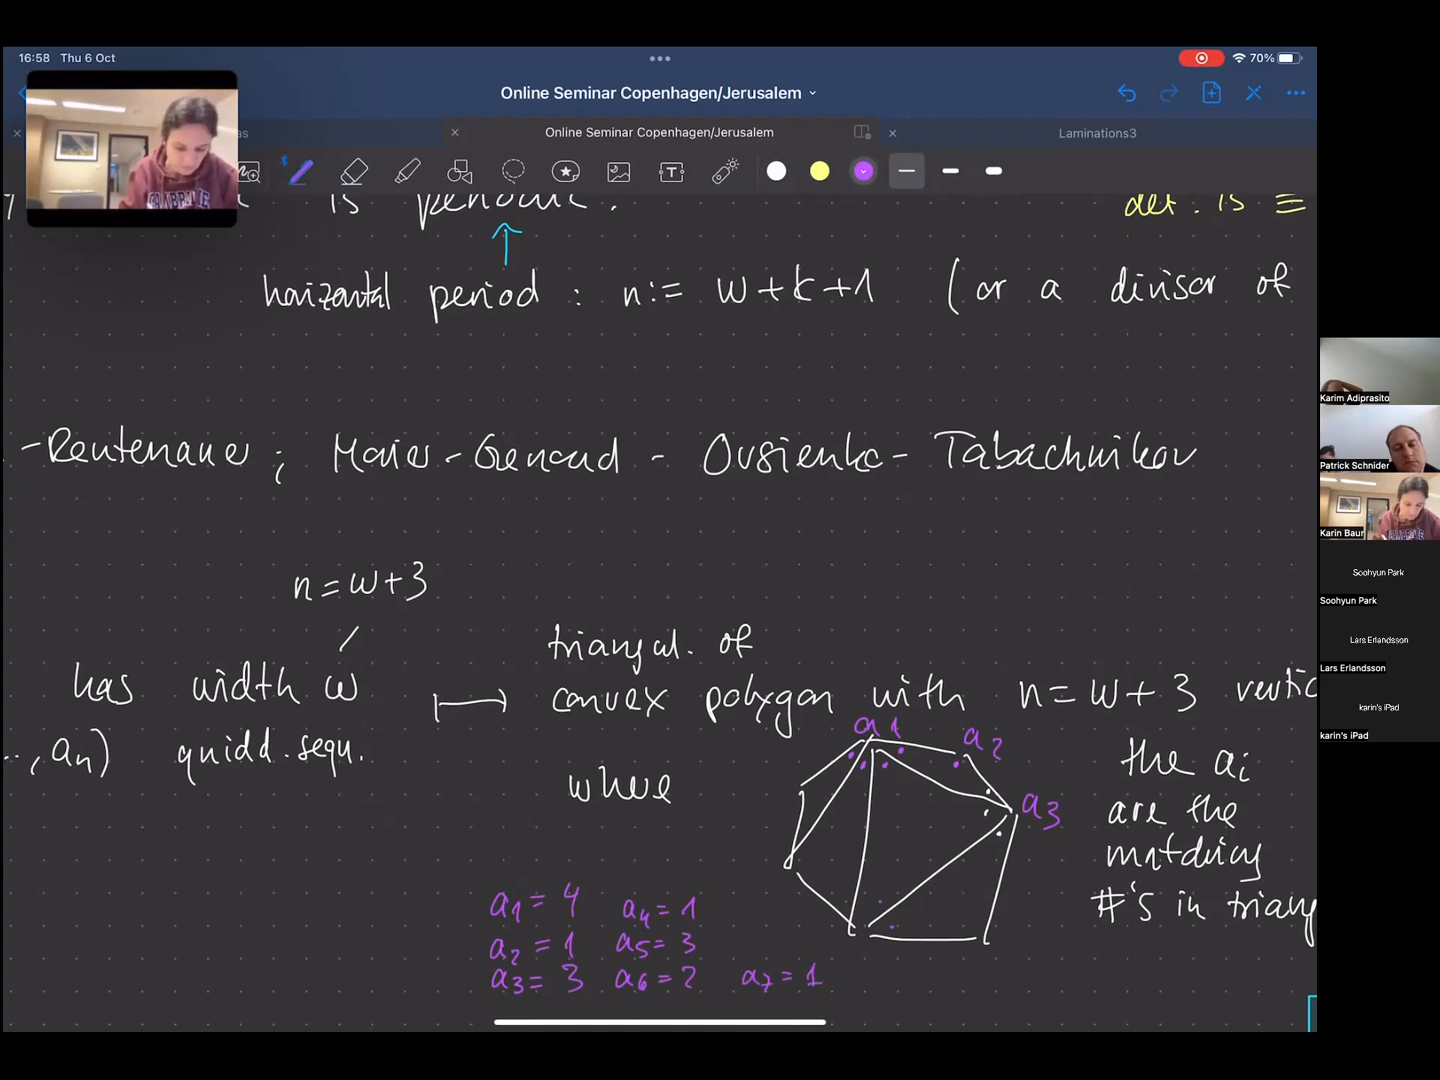 16:58 Thu 6 Oct
70%
Online Seminar Copenhagen/Jerusalem
as
Online Seminar Copenhagen/Jerusalem
Laminations3
is periodic.
det. is ≡
horizontal period : n := w+k+1 (or a divisor of
-Reutenauer ; Morier-Genoud - Ovsienko - Tabachnikov
n = w+3
triangul. of
has width w ↦ convex polygon with n = w + 3 vertic
.., an) quidd. sequ.
where
a1
a2
a3
the ai
are the
matching
#'s in triang
a1 = 4 a4 = 1
a2 = 1 a5 = 3
a3 = 3 a6 = 2 a7 = 1
Karim Adiprasito
Patrick Schnider
Karin Baur
Soohyun Park
Soohyun Park
Lars Erlandsson
Lars Erlandsson
karin's iPad
karin's iPad